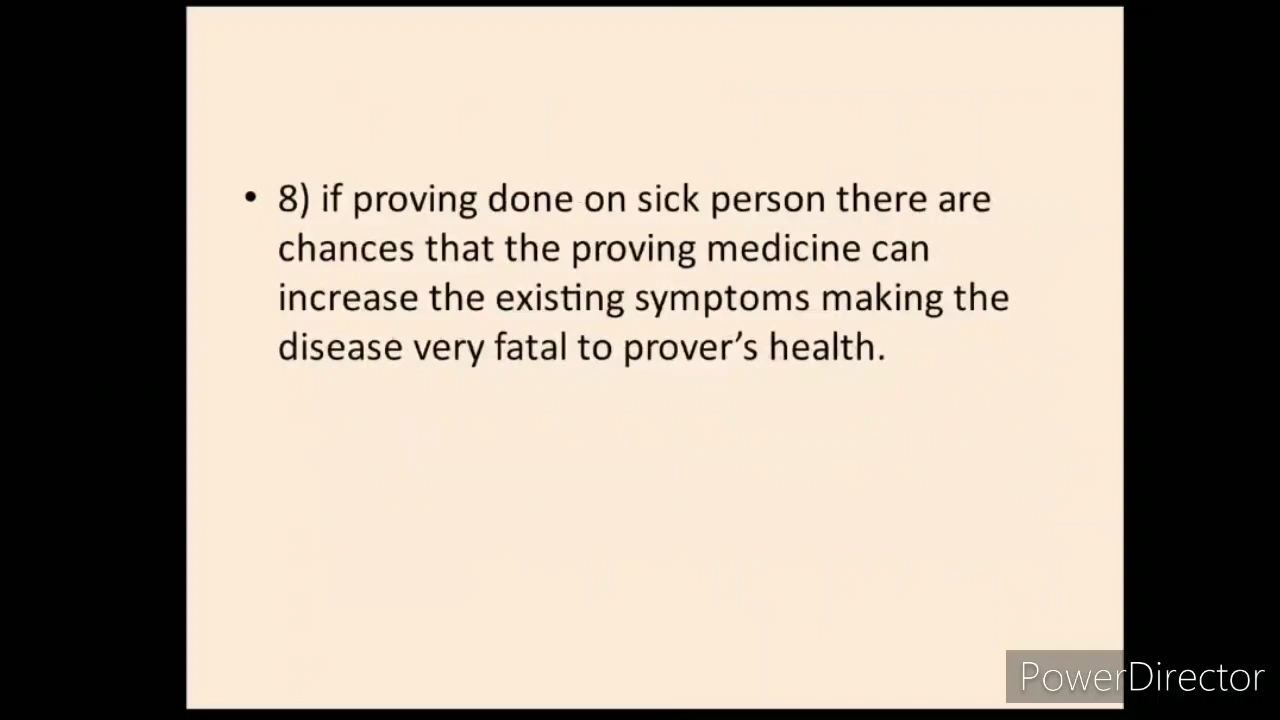 • 8) if proving done on sick person there are
chances that the proving medicine can
increase the existing symptoms making the
disease very fatal to prover’s health.
PowerDirector